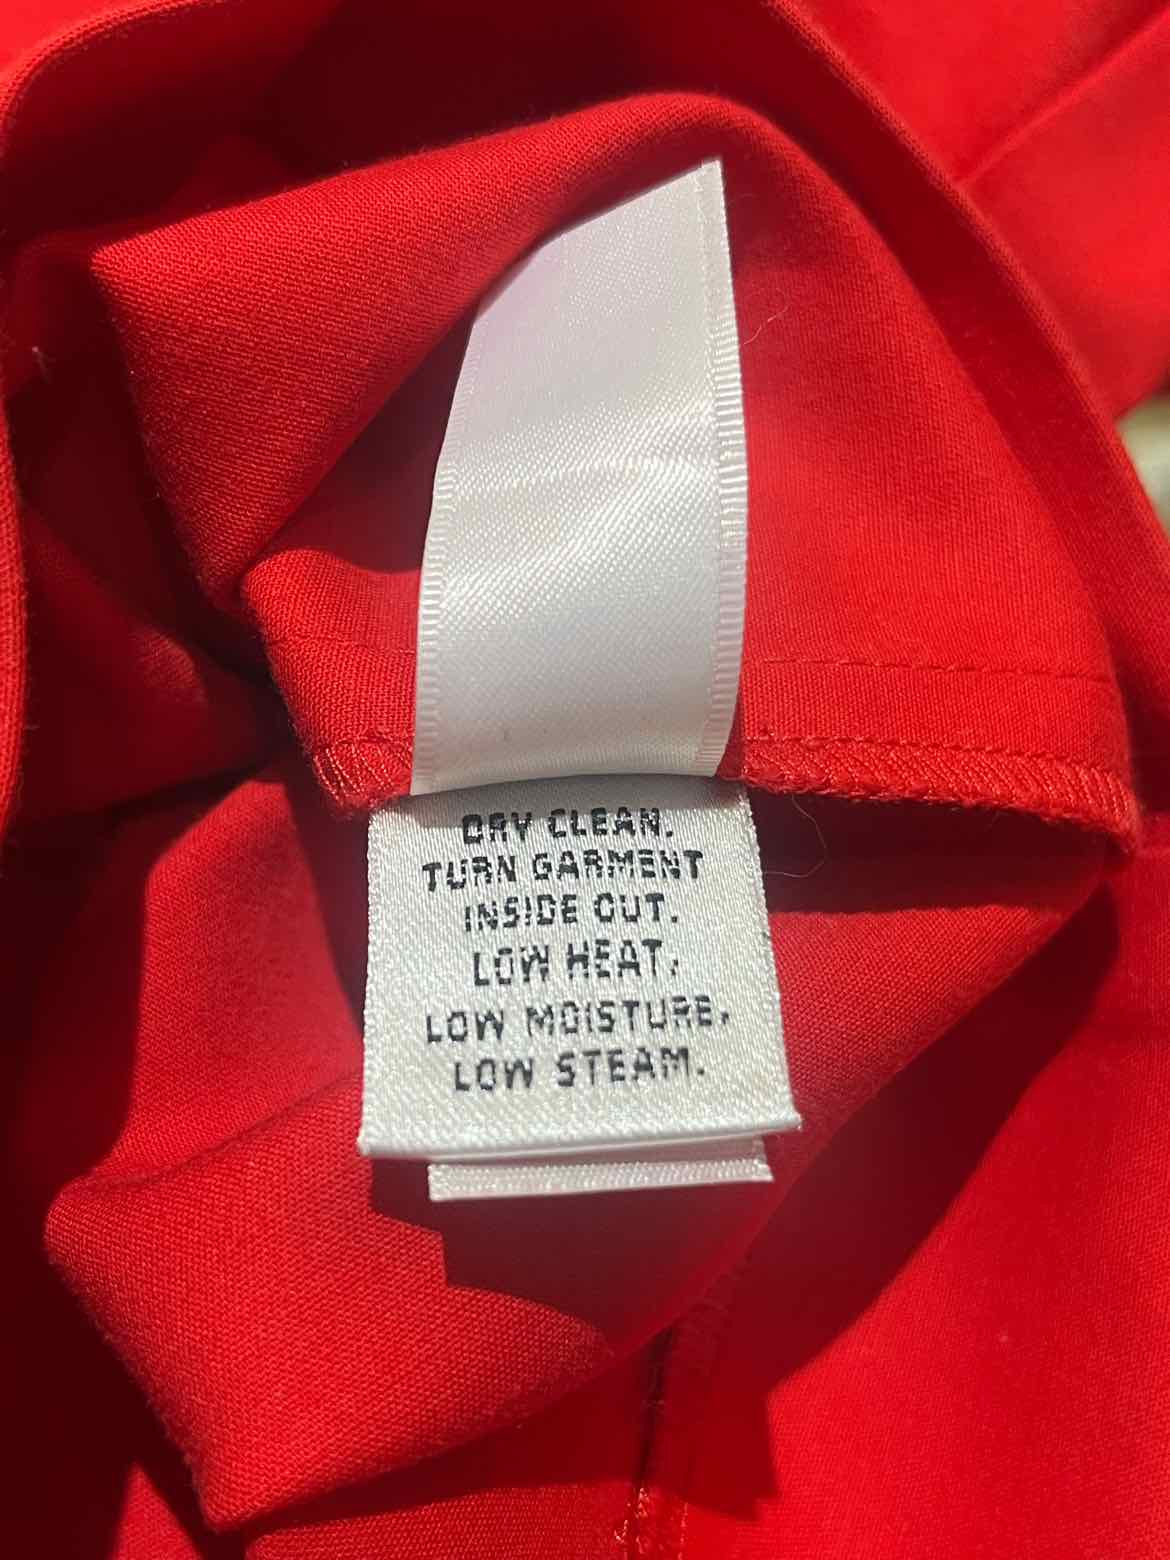 DRY CLEAN.
TURN GARMENT
INSIDE OUT.
LOW HEAT.
LOW MOISTURE.
LOW STEAM.